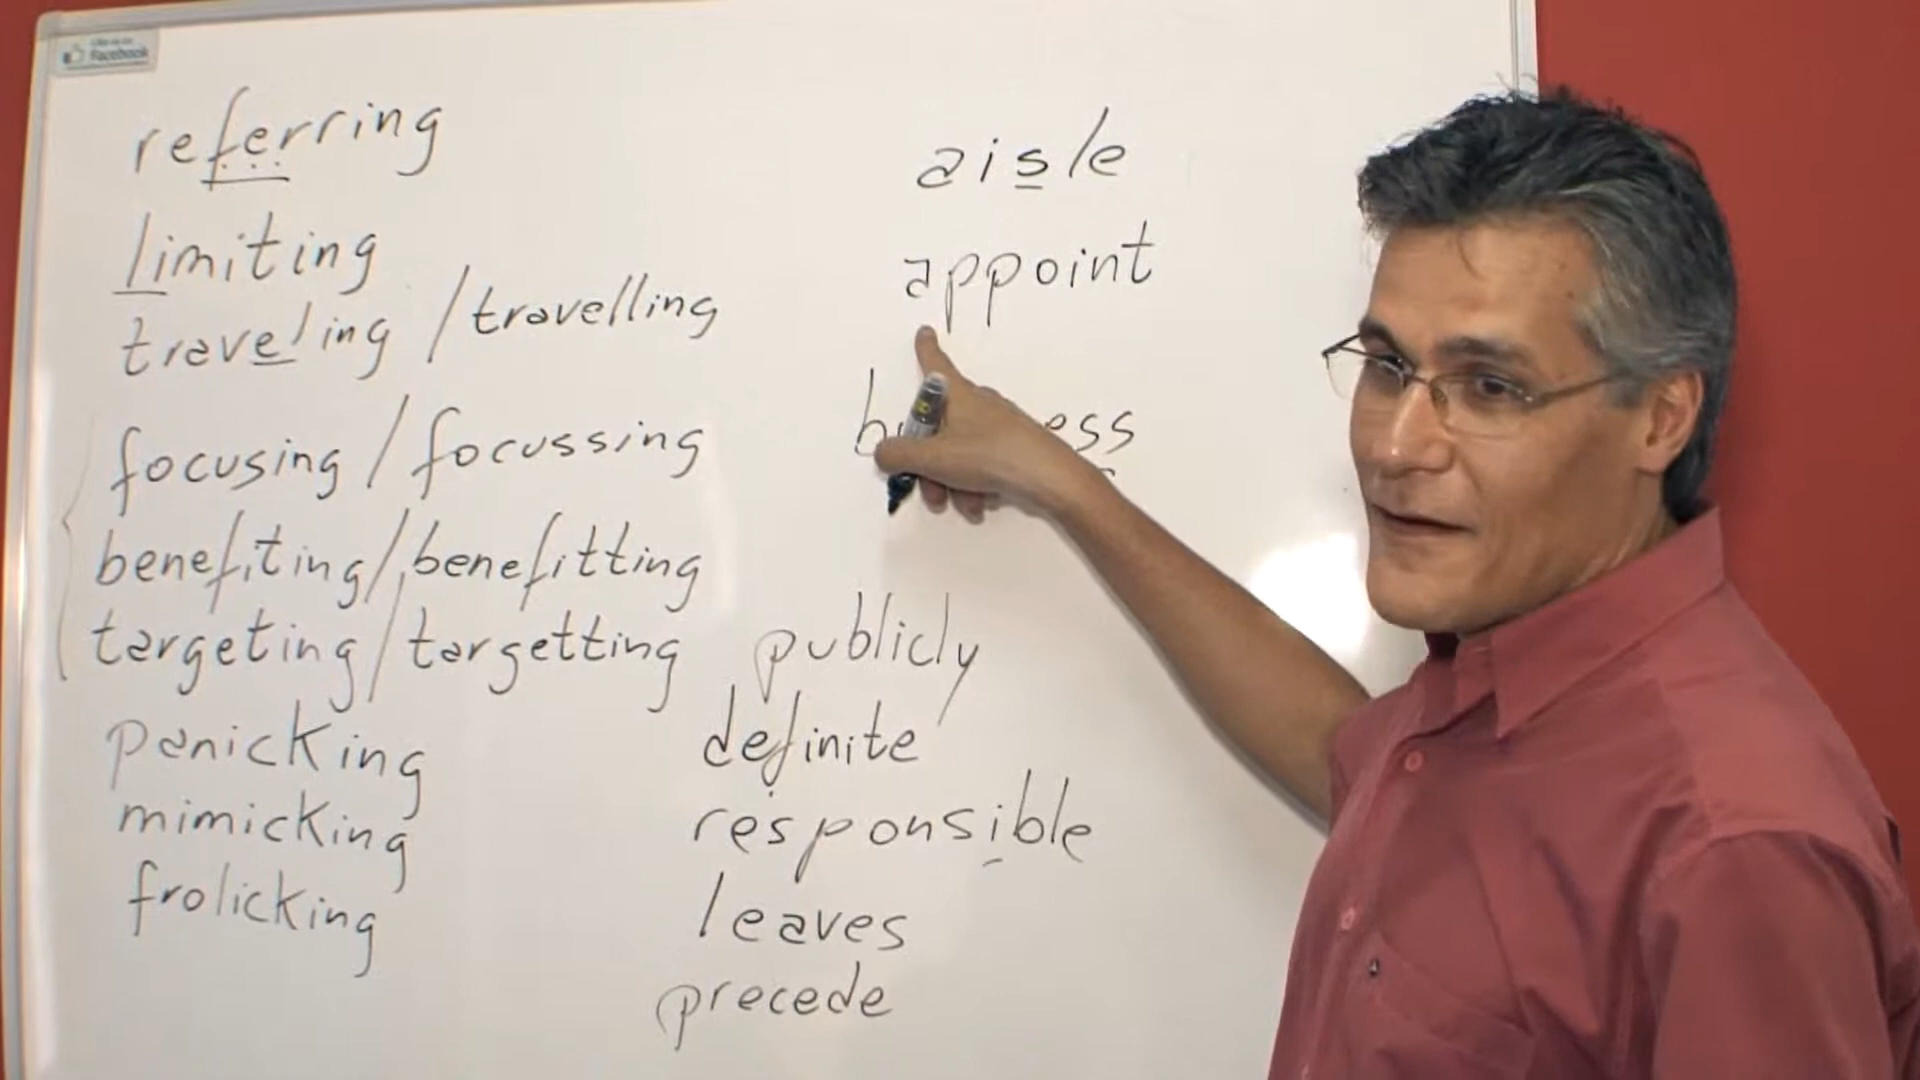 Facebook
referring
limiting
traveling / travelling
focusing / focussing
benefiting / benefitting
targeting / targetting
panicking
mimicking
frolicking
aisle
appoint
publicly
definite
responsible
leaves
precede